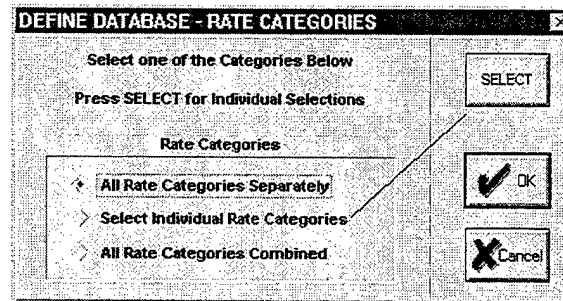 DEFINE DATABASE - RATE CATEGORIES
Select one of the Categories Below
Press SELECT for Individual Selections
Rate Categories
All Rate Categories Separately
Select Individual Rate Categories
All Rate Categories Combined
SELECT
OK
Cancel